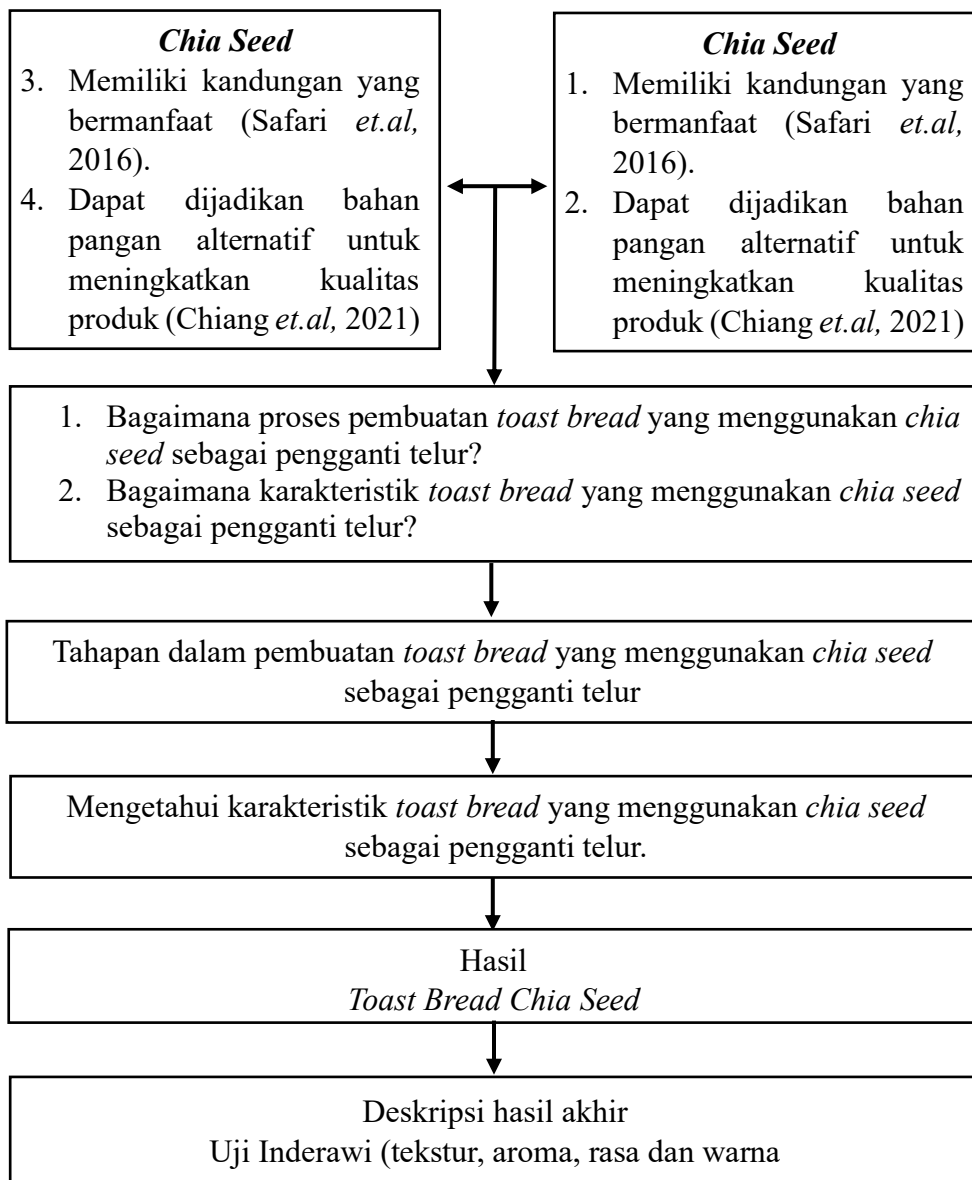 Chia Seed
3. Memiliki kandungan yang
bermanfaat (Safari et.al,
2016).
4. Dapat dijadikan bahan
pangan alternatif untuk
meningkatkan kualitas
produk (Chiang et.al, 2021)
Chia Seed
1. Memiliki kandungan yang
bermanfaat (Safari et.al,
2016).
2. Dapat dijadikan bahan
pangan alternatif untuk
meningkatkan kualitas
produk (Chiang et.al, 2021)
1. Bagaimana proses pembuatan toast bread yang menggunakan chia
seed sebagai pengganti telur?
2. Bagaimana karakteristik toast bread yang menggunakan chia seed
sebagai pengganti telur?
Tahapan dalam pembuatan toast bread yang menggunakan chia seed
sebagai pengganti telur
Mengetahui karakteristik toast bread yang menggunakan chia seed
sebagai pengganti telur.
Hasil
Toast Bread Chia Seed
Deskripsi hasil akhir
Uji Inderawi (tekstur, aroma, rasa dan warna